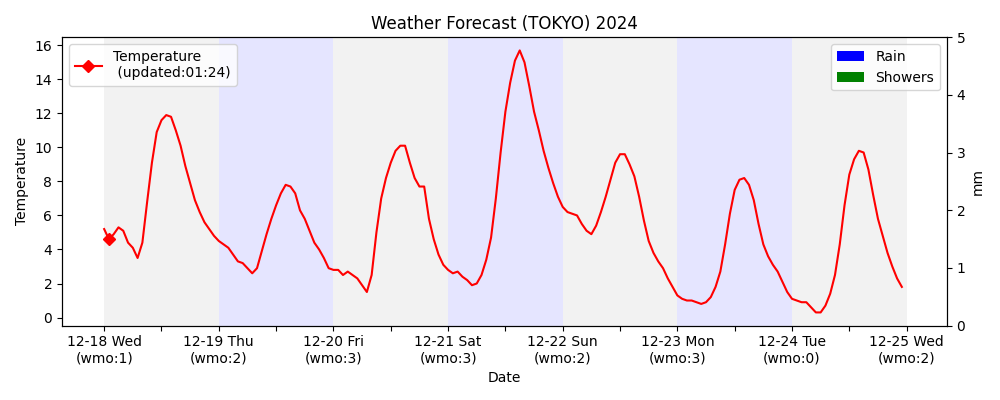 Weather Forecast (TOKYO) 2024
Temperature
(updated:01:24)
Rain
Showers
16
14
12
10
8
6
4
2
0
Temperature
5
4
3
2
1
0
mm
12-18 Wed 12-19 Thu 12-20 Fri 12-21 Sat 12-22 Sun 12-23 Mon 12-24 Tue 12-25 Wed
(wmo:1) (wmo:2) (wmo:3) (wmo:3) (wmo:2) (wmo:3) (wmo:0) (wmo:2)
Date